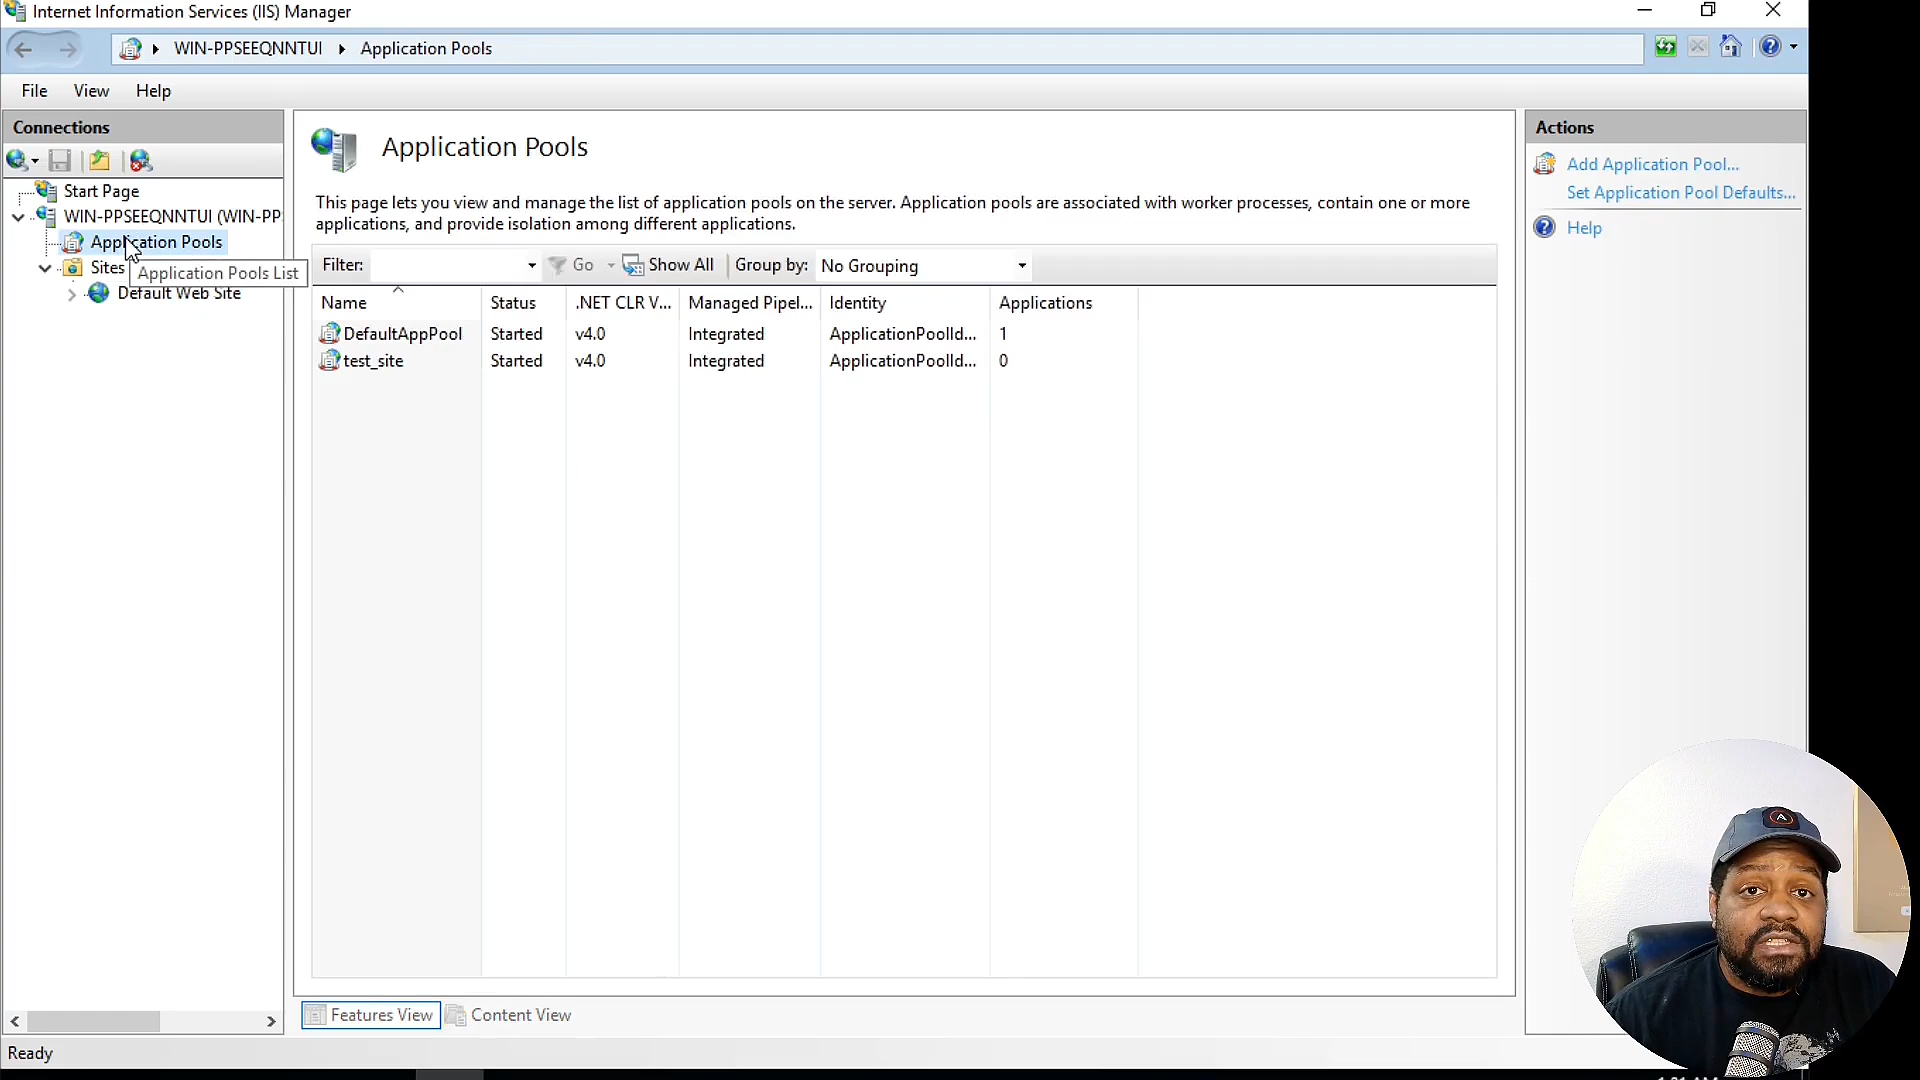 Internet Information Services (IIS) Manager
WIN-PPSEEQNNTUI Application Pools
File View Help
Connections
Start Page
WIN-PPSEEQNNTUI (WIN-PP
Application Pools
Sites
Application Pools List
Default Web Site
Application Pools
This page lets you view and manage the list of application pools on the server. Application pools are associated with worker processes, contain one or more
applications, and provide isolation among different applications.
Filter: Go Show All Group by: No Grouping
Name Status .NET CLR V... Managed Pipel... Identity Applications
DefaultAppPool Started v4.0 Integrated ApplicationPoolId... 1
test_site Started v4.0 Integrated ApplicationPoolId... 0
Features View Content View
Actions
Add Application Pool...
Set Application Pool Defaults...
Help
Ready